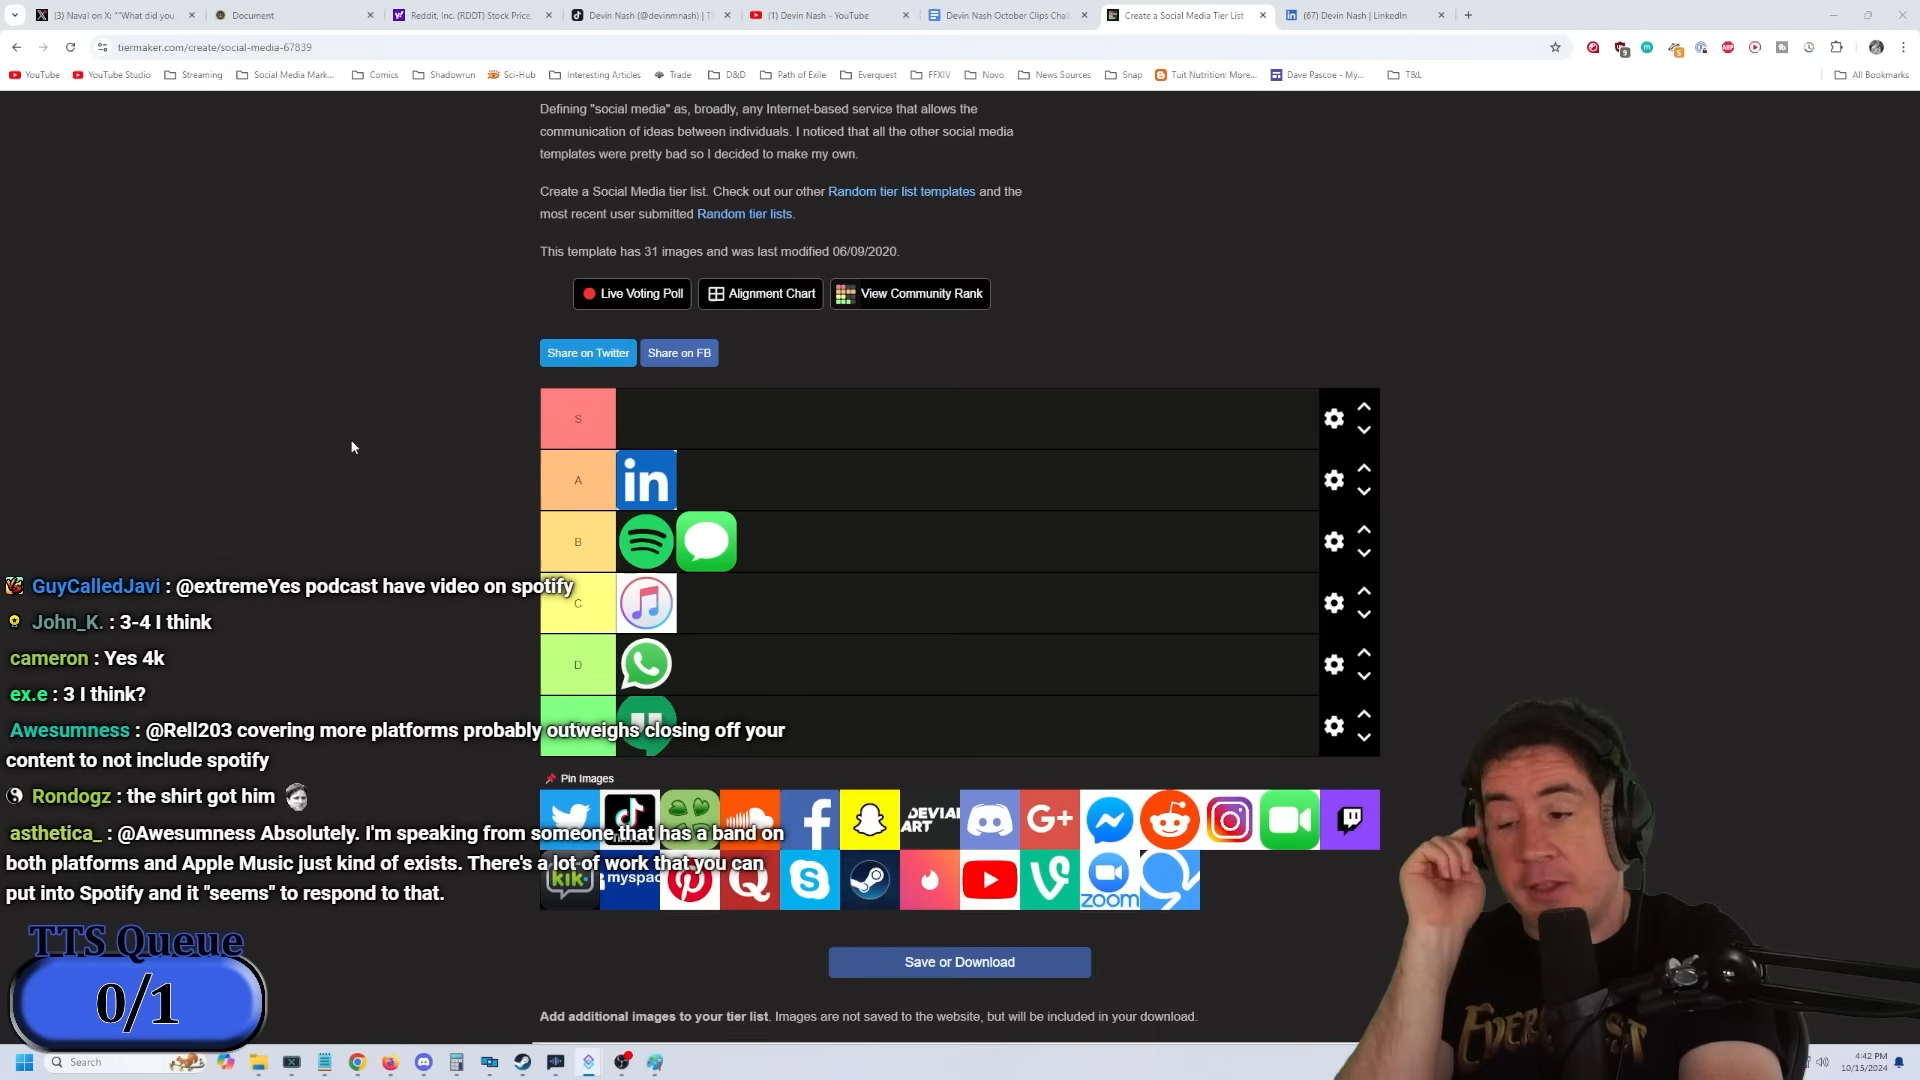 (3) Naval on X: ""What did you
Document
Reddit, Inc. (RDDT) Stock Price,
Devin Nash (@devinmnash) | T
(1) Devin Nash - YouTube
Devin Nash October Clips Chal
Create a Social Media Tier List
(67) Devin Nash | LinkedIn
tiermaker.com/create/social-media-67839
YouTube
YouTube Studio
Streaming
Social Media Mark...
Comics
Shadowrun
Sci-Hub
Interesting Articles
Trade
D&D
Path of Exile
Everquest
FFXIV
Novo
News Sources
Snap
Tuit Nutrition: More...
Dave Pascoe - My...
T&L
All Bookmarks
Defining "social media" as, broadly, any Internet-based service that allows the
communication of ideas between individuals. I noticed that all the other social media
templates were pretty bad so I decided to make my own.
Create a Social Media tier list. Check out our other Random tier list templates and the
most recent user submitted Random tier lists.
This template has 31 images and was last modified 06/09/2020.
Live Voting Poll
Alignment Chart
View Community Rank
Share on Twitter
Share on FB
S
A
in
B
C
D
GuyCalledJavi : @extremeYes podcast have video on spotify
John_K. : 3-4 I think
cameron : Yes 4k
ex.e : 3 I think?
Awesumness : @Rell203 covering more platforms probably outweighs closing off your
content to not include spotify
Rondogz : the shirt got him
asthetica_ : @Awesumness Absolutely. I'm speaking from someone that has a band on
both platforms and Apple Music just kind of exists. There's a lot of work that you can
put into Spotify and it "seems" to respond to that.
Pin Images
DEVIANT
ART
G+
kik
myspac
zoom
TTS Queue
0/1
Save or Download
Add additional images to your tier list. Images are not saved to the website, but will be included in your download.
Search
4:42 PM
10/15/2024